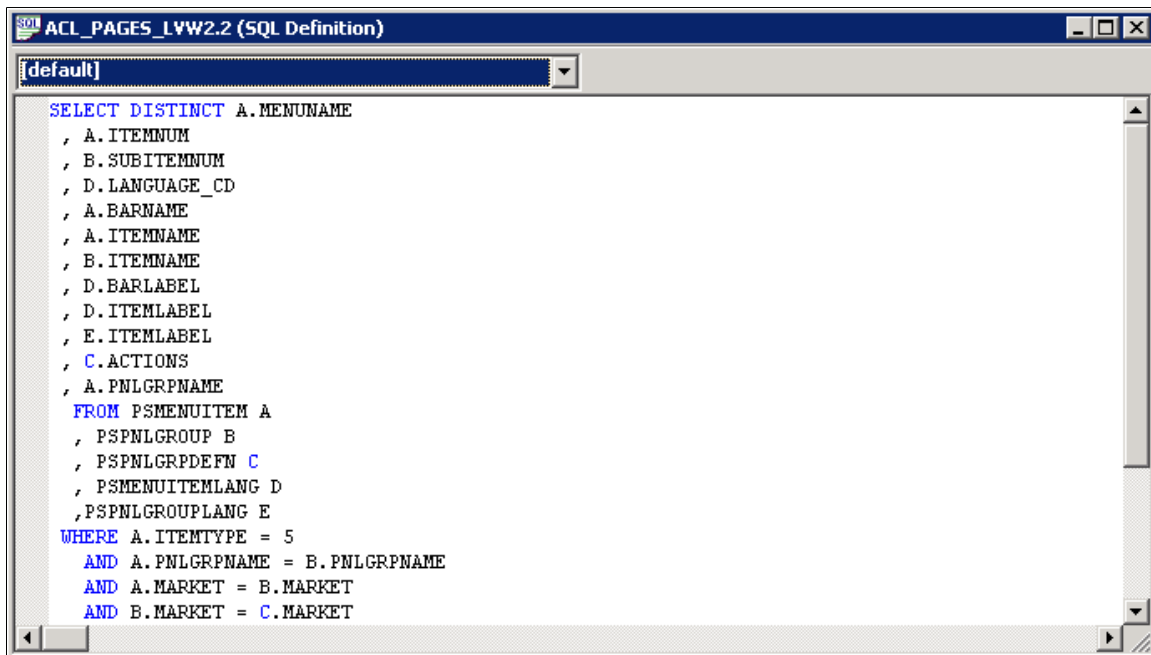 SQL ACL_PAGES_LVW2.2 (SQL Definition)
[default]
SELECT DISTINCT A.MENUNAME
, A.ITEMNUM
, B.SUBITEMNUM
, D.LANGUAGE_CD
, A.BARNAME
, A.ITEMNAME
, B.ITEMNAME
, D.BARLABEL
, D.ITEMLABEL
, E.ITEMLABEL
, C.ACTIONS
, A.PNLGRPNAME
FROM PSMENUITEM A
, PSPNLGROUP B
, PSPNLGRPDEFN C
, PSMENUITEMLANG D
,PSPNLGROUPLANG E
WHERE A.ITEMTYPE = 5
AND A.PNLGRPNAME = B.PNLGRPNAME
AND A.MARKET = B.MARKET
AND B.MARKET = C.MARKET